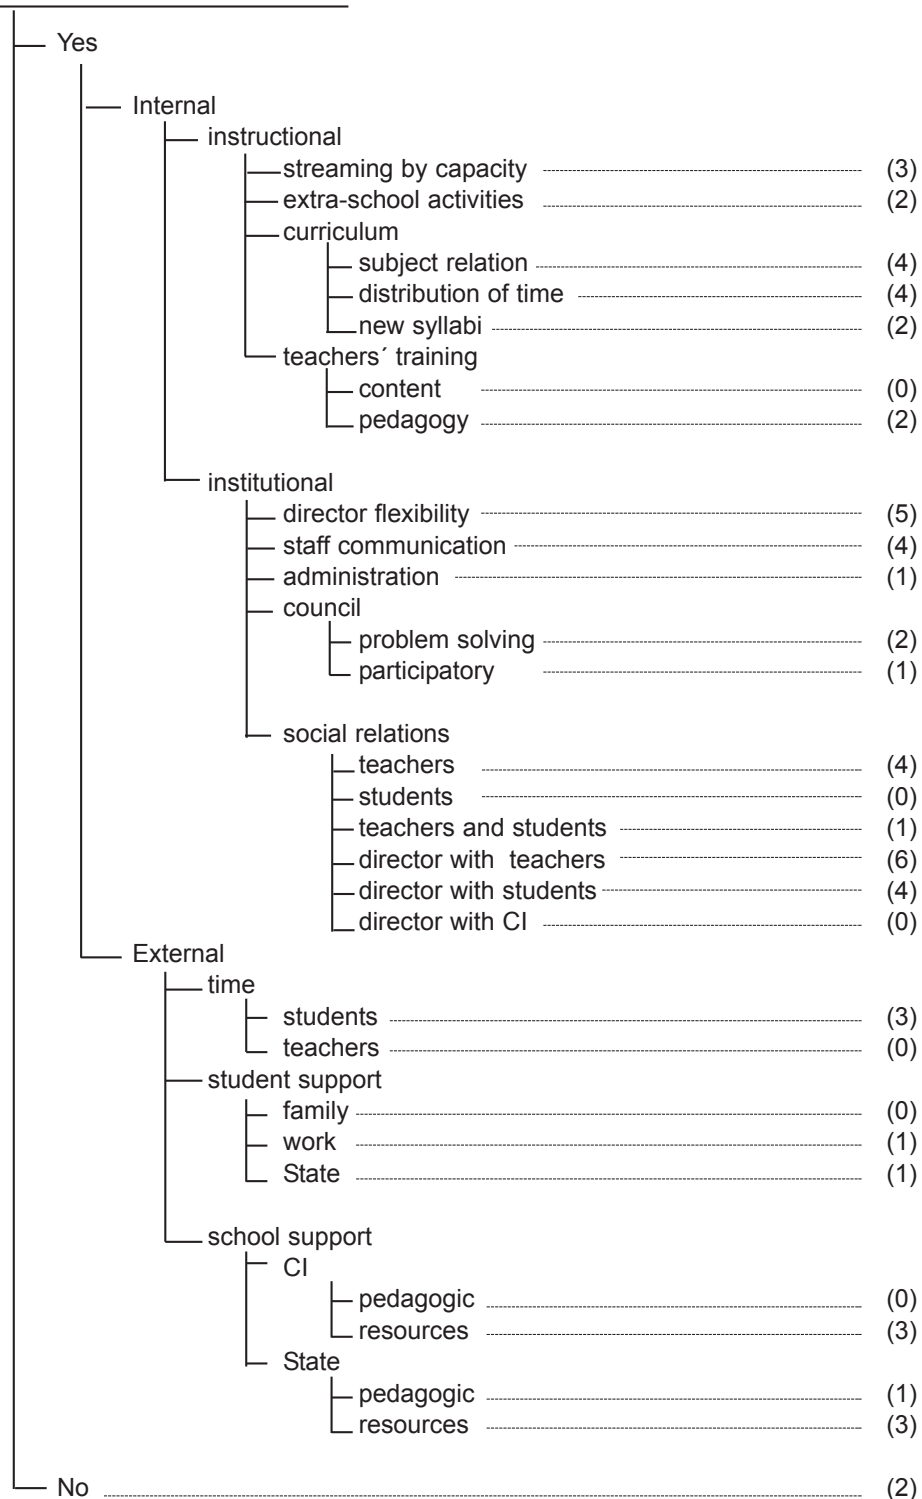 Yes
Internal
instructional
streaming by capacity (3)
extra-school activities (2)
curriculum
subject relation (4)
distribution of time (4)
new syllabi (2)
teachers´ training
content (0)
pedagogy (2)
institutional
director flexibility (5)
staff communication (4)
administration (1)
council
problem solving (2)
participatory (1)
social relations
teachers (4)
students (0)
teachers and students (1)
director with teachers (6)
director with students (4)
director with CI (0)
External
time
students (3)
teachers (0)
student support
family (0)
work (1)
State (1)
school support
CI
pedagogic (0)
resources (3)
State
pedagogic (1)
resources (3)
No (2)